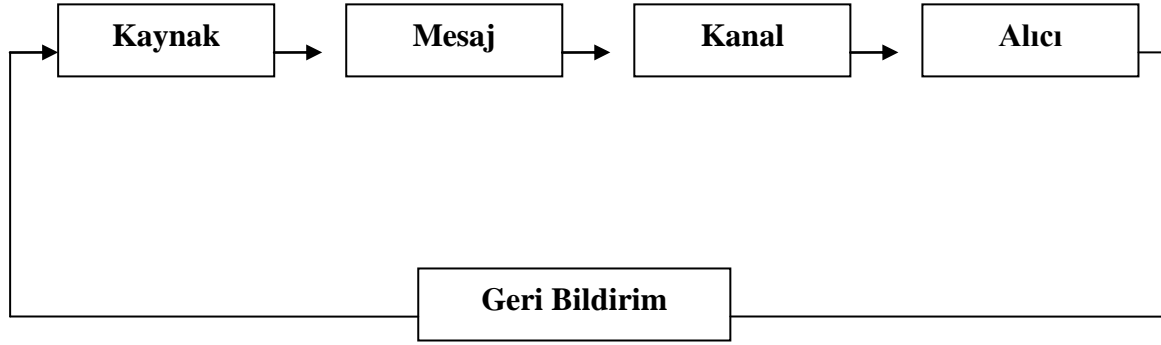 Kaynak
Mesaj
Kanal
Alıcı
Geri Bildirim